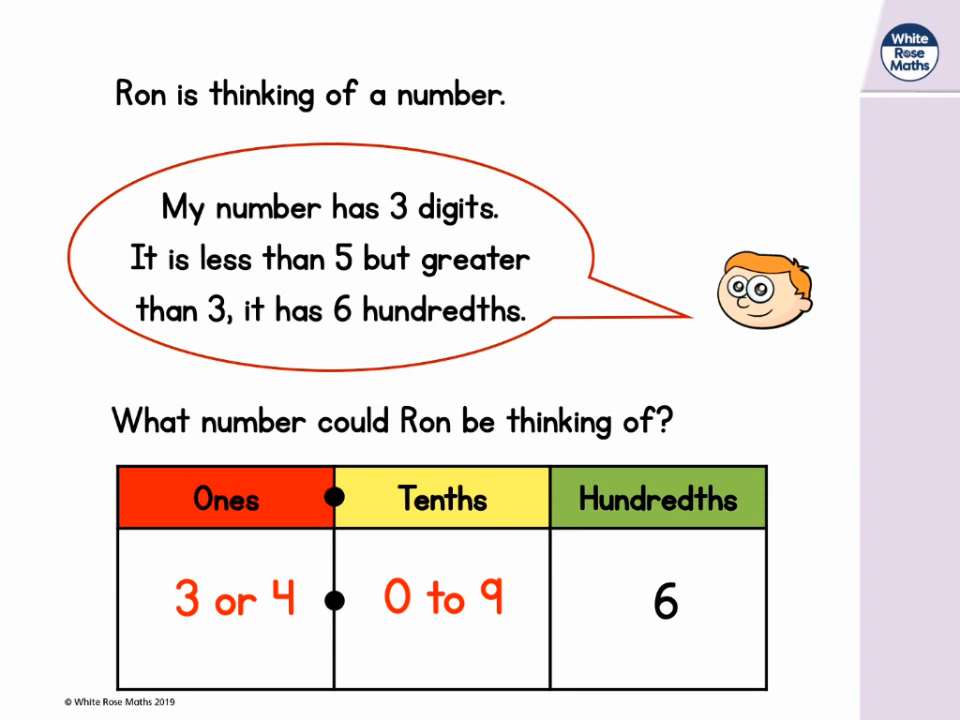 White
Rose
Maths
Ron is thinking of a number.
My number has 3 digits.
It is less than 5 but greater
than 3, it has 6 hundredths.
What number could Ron be thinking of?
Ones Tenths Hundredths
3 or 4 0 to 9 6
© White Rose Maths 2019